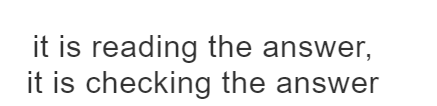 it is reading the answer,
it is checking the answer